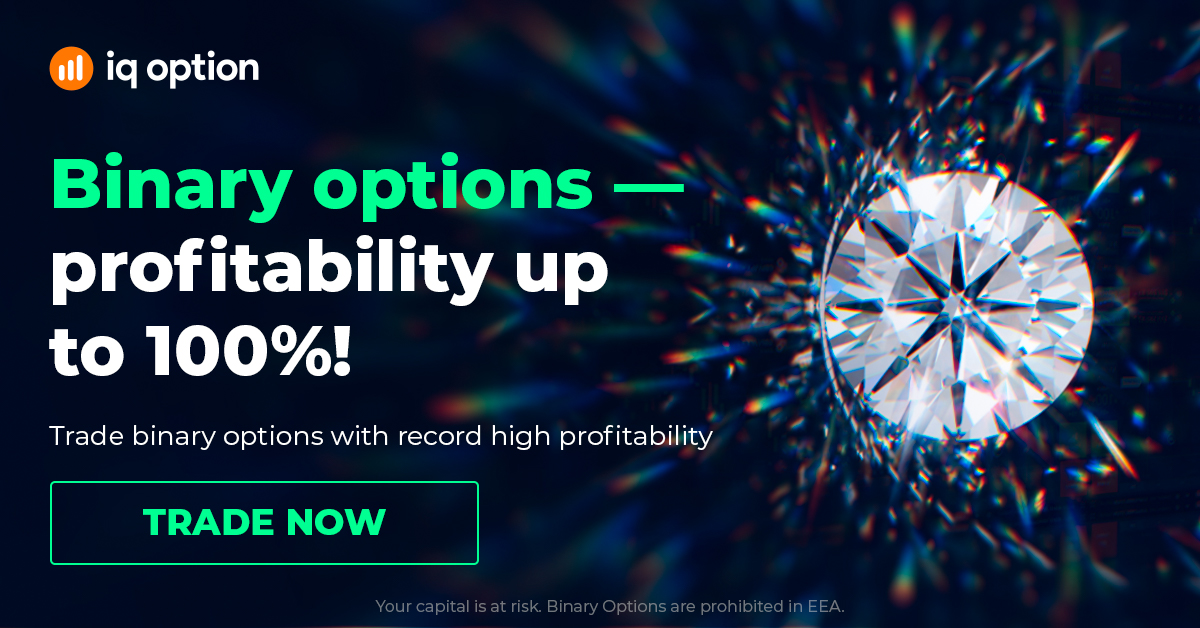 iq option
Binary options —
profitability up
to 100%!
Trade binary options with record high profitability
TRADE NOW
Your capital is at risk. Binary Options are prohibited in EEA.